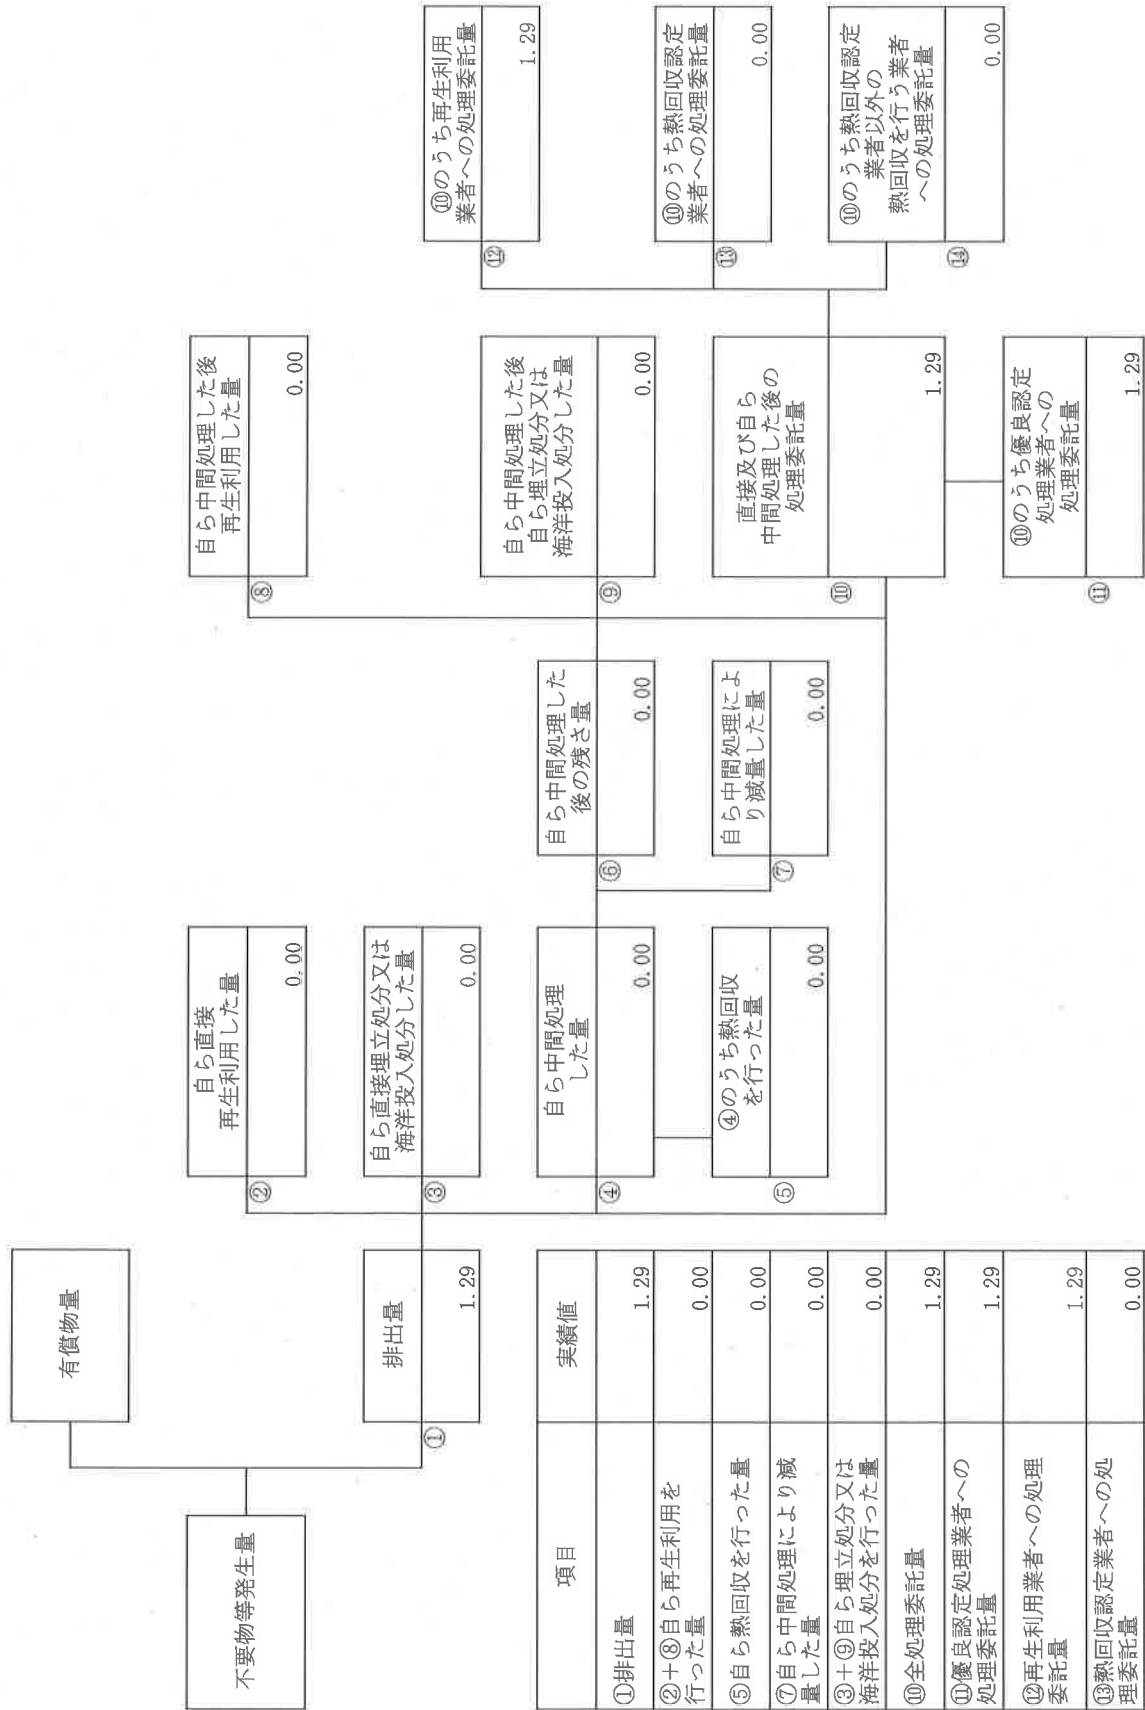 不要物等発生量
有償物量
排出量
①
1.29
自ら直接
再生利用した量
②
0.00
自ら直接埋立処分又は
海洋投入処分した量
③
0.00
自ら中間処理
した量
④
0.00
④のうち熱回収
を行った量
⑤
0.00
自ら中間処理した
後の残さ量
⑥
0.00
自ら中間処理によ
り減量した量
⑦
0.00
自ら中間処理した後
再生利用した量
⑧
0.00
自ら中間処理した後
自ら埋立処分又は
海洋投入処分した量
⑨
0.00
直接及び自ら
中間処理した後の
処理委託量
⑩
1.29
⑩のうち優良認定
処理業者への
処理委託量
⑪
1.29
⑩のうち再生利用
業者への処理委託量
⑫
1.29
⑩のうち熱回収認定
業者への処理委託量
⑬
0.00
⑩のうち熱回収認定
業者以外の
熱回収を行う業者
への処理委託量
⑭
0.00
項目 実績値
①排出量 1.29
②+⑧自ら再生利用を
行った量 0.00
⑤自ら熱回収を行った量 0.00
⑦自ら中間処理により減
量した量 0.00
③+⑨自ら埋立処分又は
海洋投入処分を行った量 0.00
⑩全処理委託量 1.29
⑪優良認定処理業者への
処理委託量 1.29
⑫再生利用業者への処理
委託量 1.29
⑬熱回収認定業者への処
理委託量 0.00